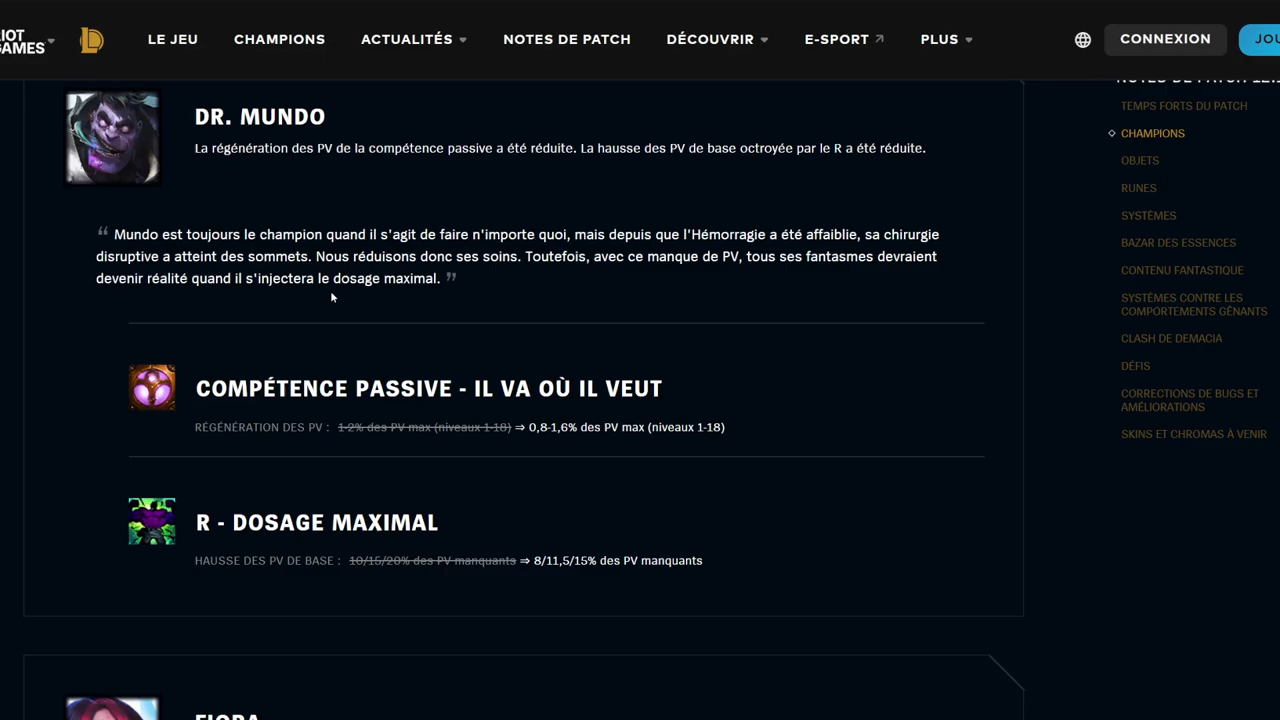 RIOT
GAMES
LE JEU
CHAMPIONS
ACTUALITÉS
NOTES DE PATCH
DÉCOUVRIR
E-SPORT
PLUS
CONNEXION
DR. MUNDO
La régénération des PV de la compétence passive a été réduite. La hausse des PV de base octroyée par le R a été réduite.
“ Mundo est toujours le champion quand il s'agit de faire n'importe quoi, mais depuis que l'Hémorragie a été affaiblie, sa chirurgie
disruptive a atteint des sommets. Nous réduisons donc ses soins. Toutefois, avec ce manque de PV, tous ses fantasmes devraient
devenir réalité quand il s'injectera le dosage maximal. ”
COMPÉTENCE PASSIVE - IL VA OÙ IL VEUT
RÉGÉNÉRATION DES PV : 1-2% des PV max (niveaux 1-18) ⇒ 0,8-1,6% des PV max (niveaux 1-18)
R - DOSAGE MAXIMAL
HAUSSE DES PV DE BASE : 10/15/20% des PV manquants ⇒ 8/11,5/15% des PV manquants
FIORA
NOTES DE PATCH
TEMPS FORTS DU PATCH
CHAMPIONS
OBJETS
RUNES
SYSTÈMES
BAZAR DES ESSENCES
CONTENU FANTASTIQUE
SYSTÈMES CONTRE LES
COMPORTEMENTS GÊNANTS
CLASH DE DEMACIA
DÉFIS
CORRECTIONS DE BUGS ET
AMÉLIORATIONS
SKINS ET CHROMAS À VENIR